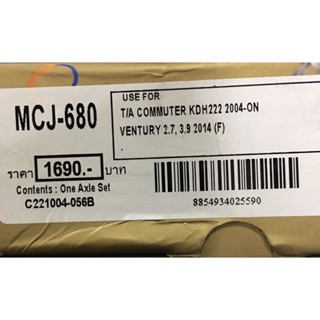 MCJ-680
USE FOR
T/A COMMUTER KDH222 2004-ON
VENTURY 2.7, 3.9 2014 (F)
ราคา 1690.- บาท
Contents : One Axle Set
C221004-056B
8854934025590